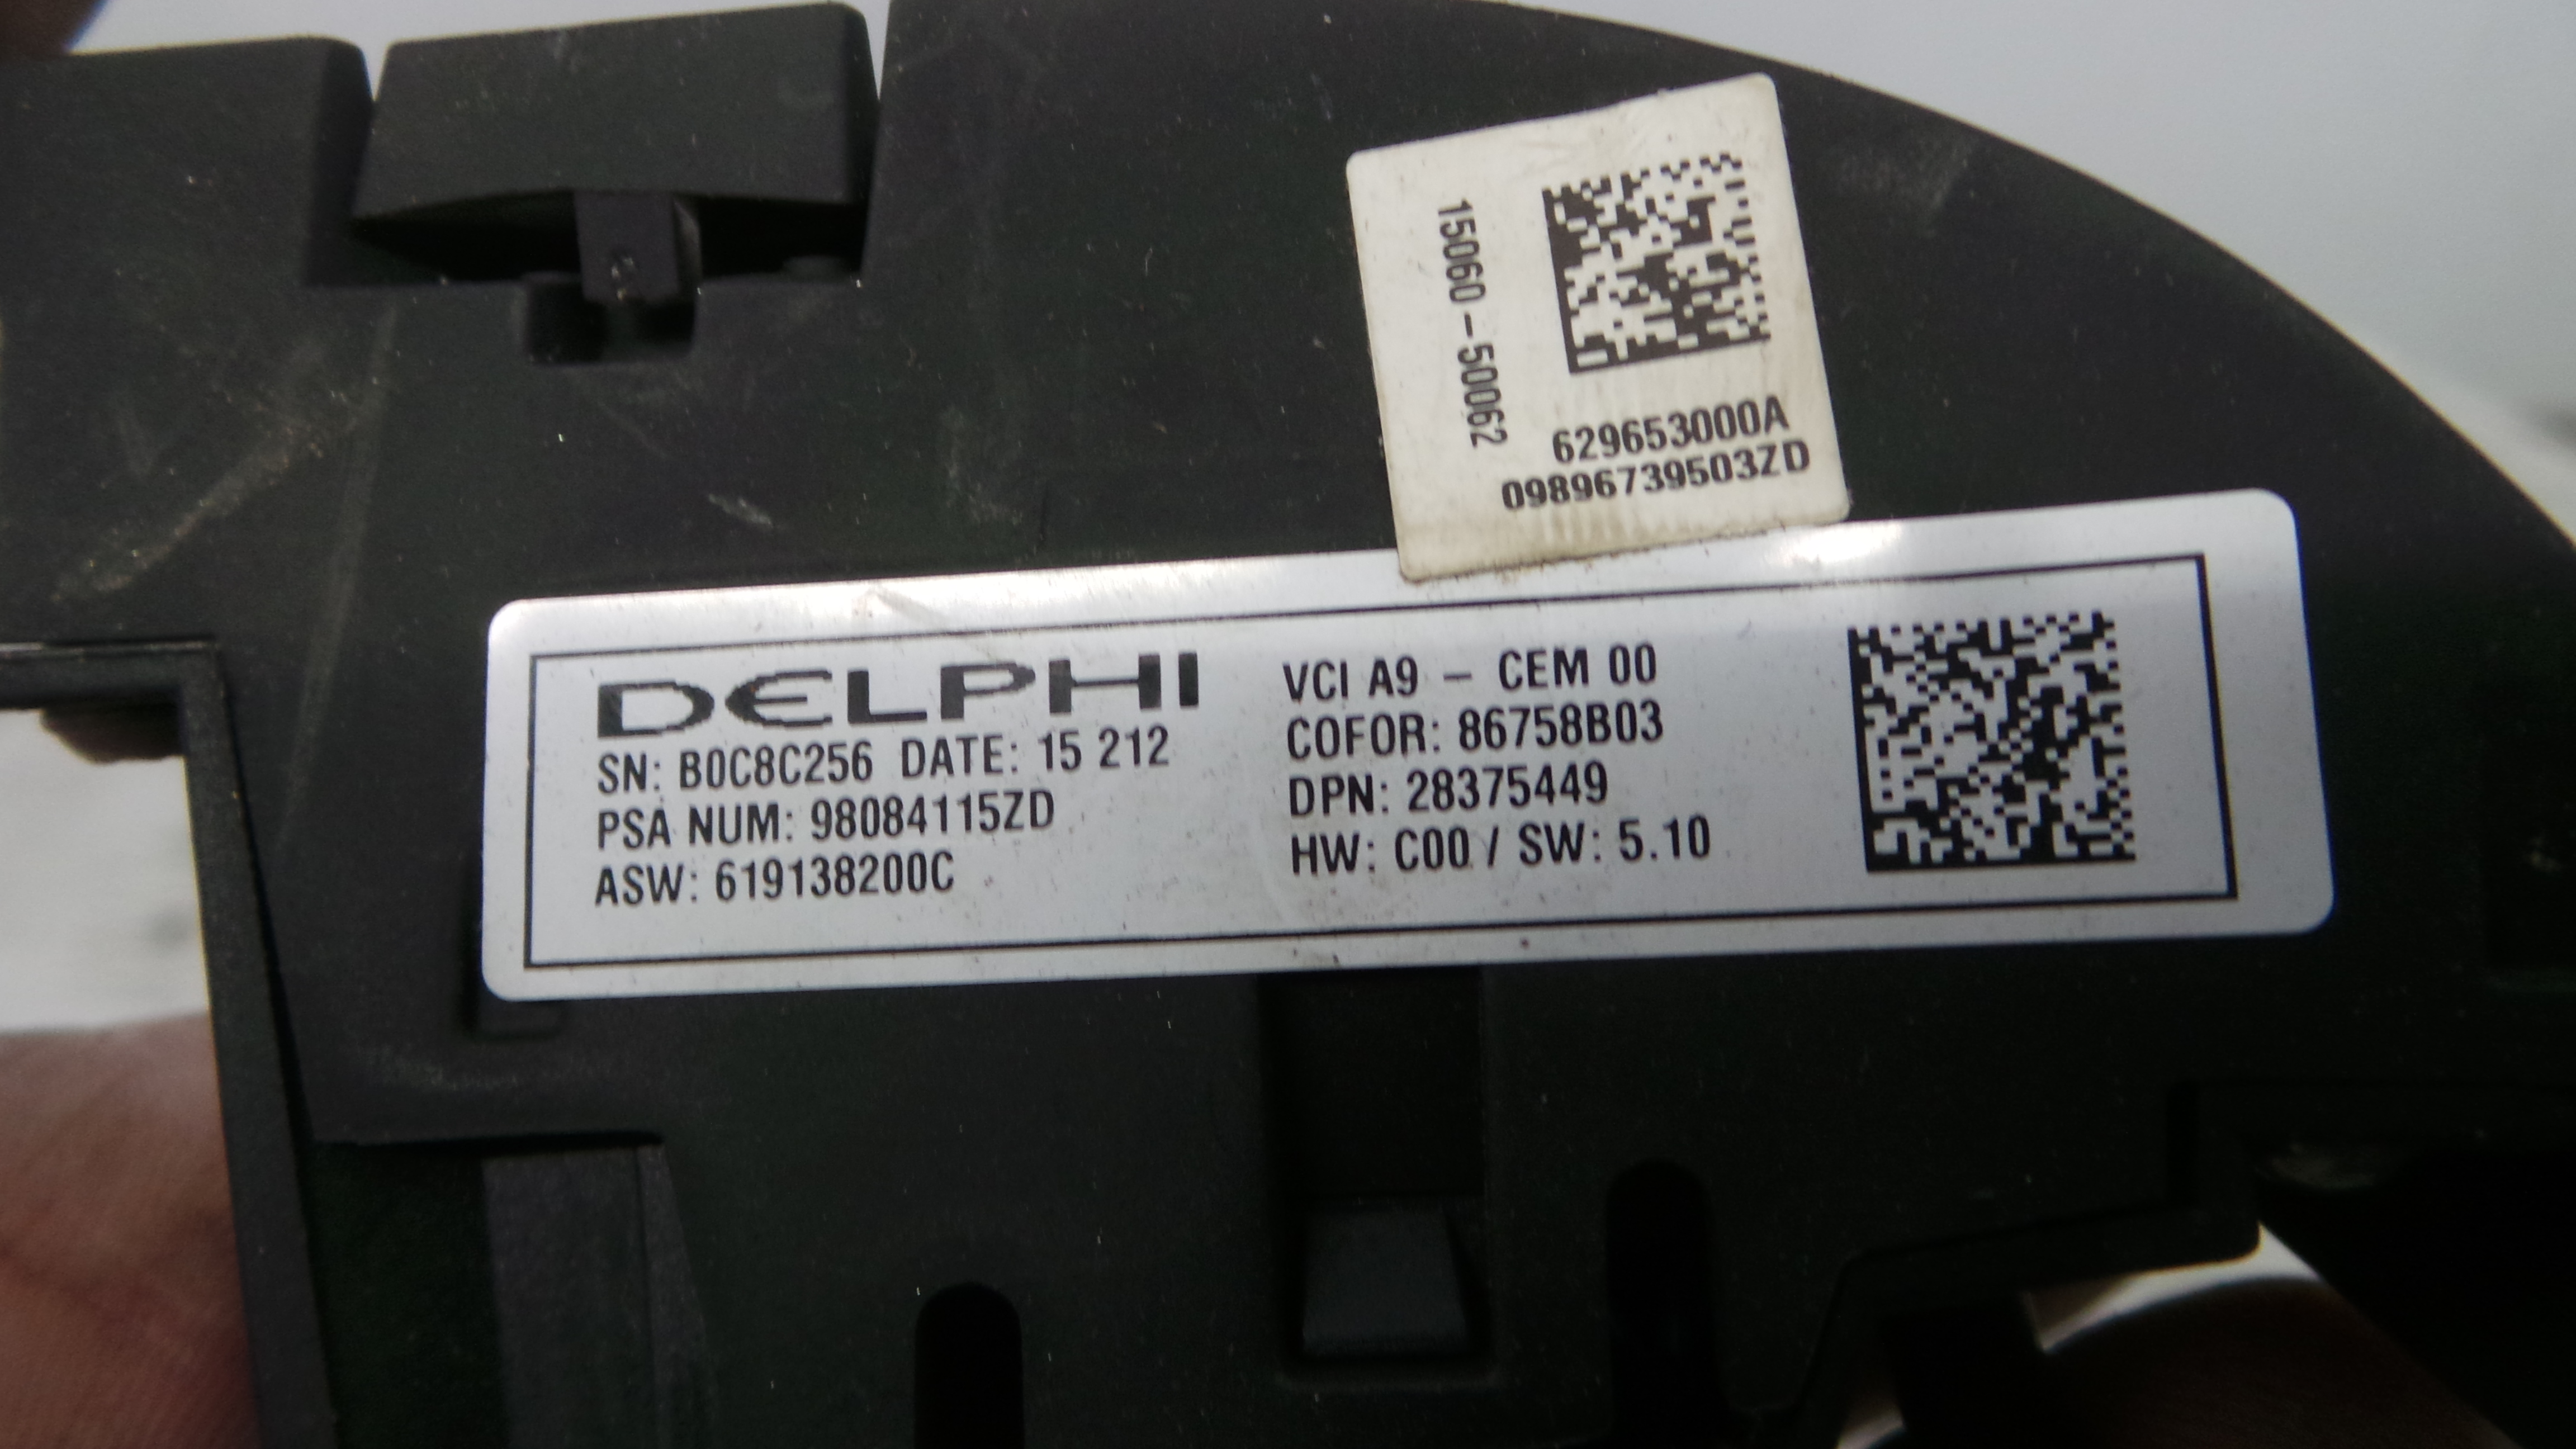 15060-50062
629653000A
09896739503ZD
DELPHI
SN: B0C8C256 DATE: 15 212
PSA NUM: 98084115ZD
ASW: 619138200C
VCI A9 - CEM 00
COFOR: 86758B03
DPN: 28375449
HW: C00 / SW: 5.10